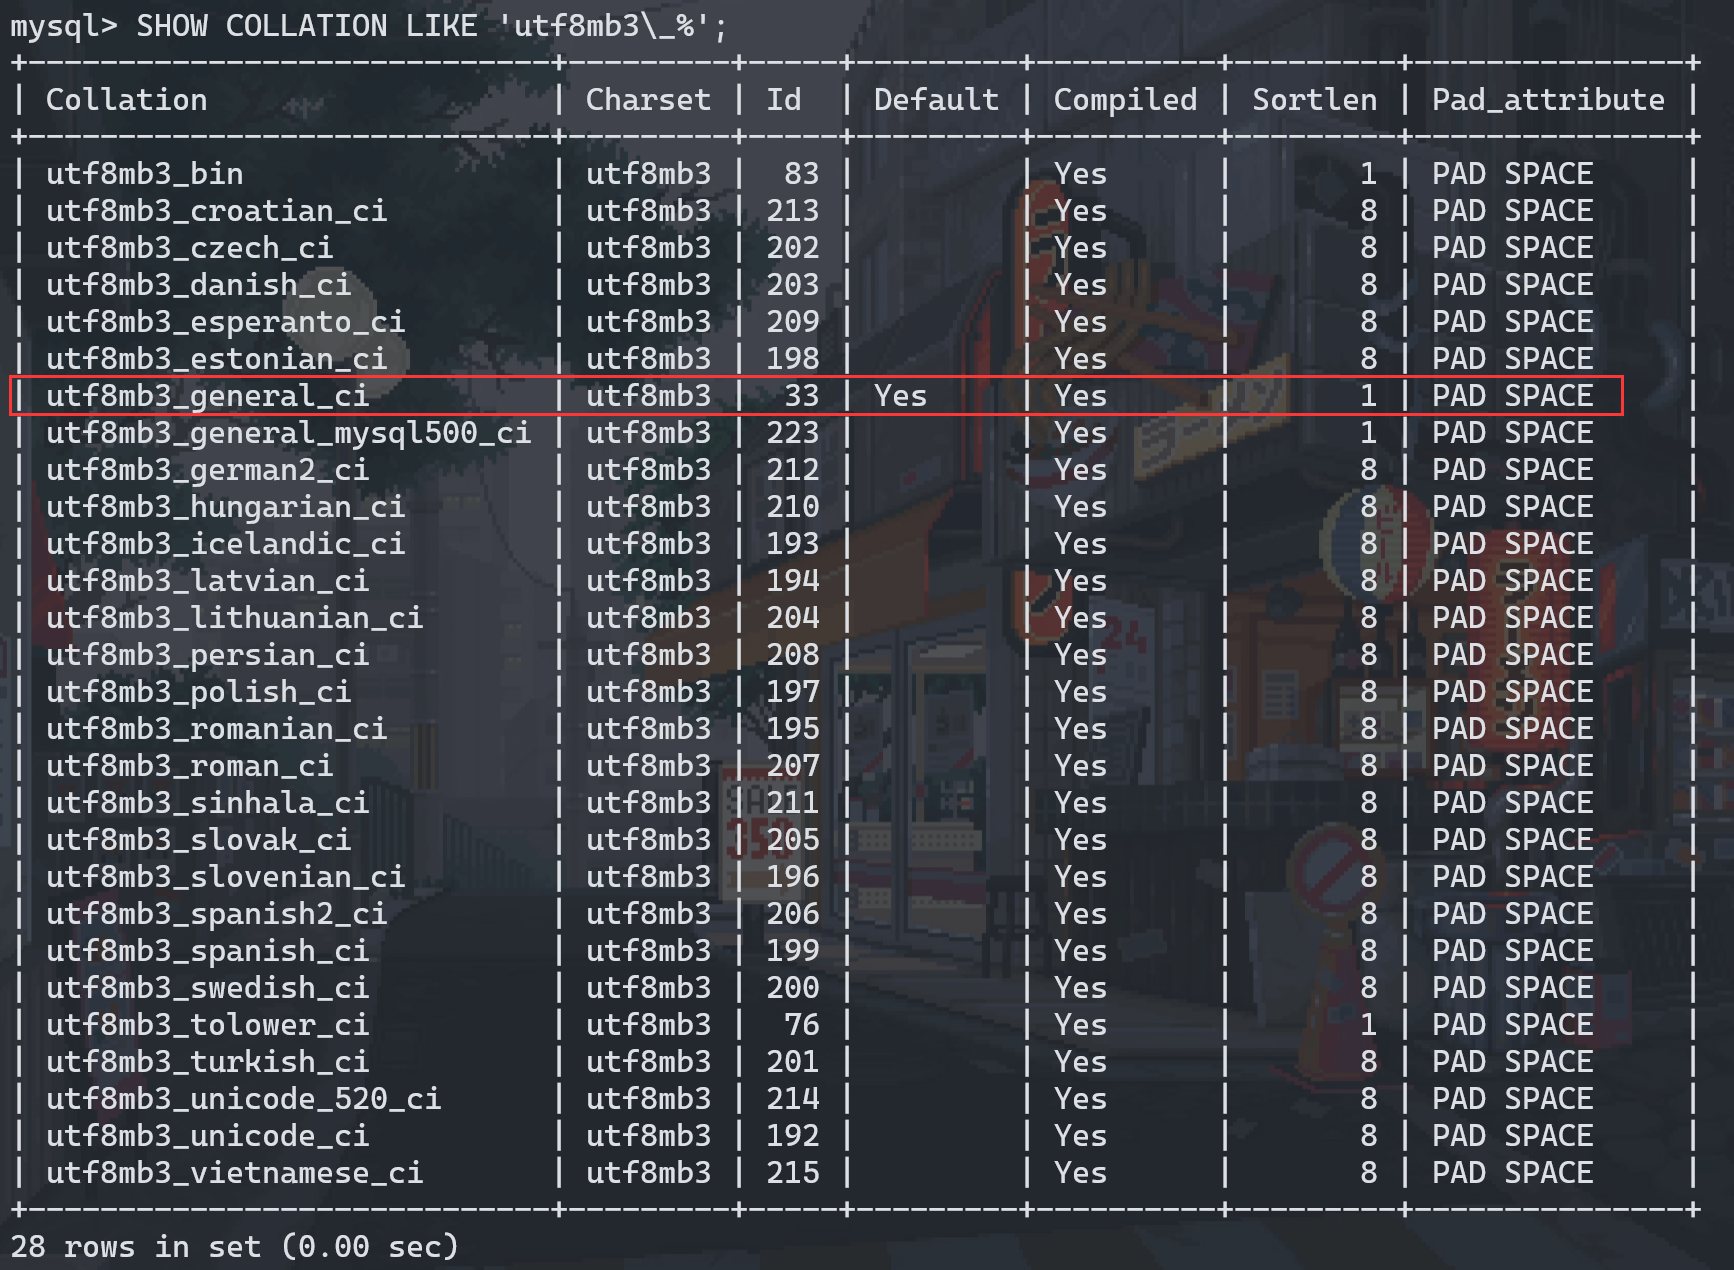 mysql> SHOW COLLATION LIKE 'utf8mb3\_%';
+-----------------------------+---------+-----+---------+----------+---------+---------------+
| Collation                   | Charset | Id  | Default | Compiled | Sortlen | Pad_attribute |
+-----------------------------+---------+-----+---------+----------+---------+---------------+
| utf8mb3_bin                 | utf8mb3 |  83 |         | Yes      |       1 | PAD SPACE     |
| utf8mb3_croatian_ci         | utf8mb3 | 213 |         | Yes      |       8 | PAD SPACE     |
| utf8mb3_czech_ci            | utf8mb3 | 202 |         | Yes      |       8 | PAD SPACE     |
| utf8mb3_danish_ci           | utf8mb3 | 203 |         | Yes      |       8 | PAD SPACE     |
| utf8mb3_esperanto_ci        | utf8mb3 | 209 |         | Yes      |       8 | PAD SPACE     |
| utf8mb3_estonian_ci         | utf8mb3 | 198 |         | Yes      |       8 | PAD SPACE     |
| utf8mb3_general_ci          | utf8mb3 |  33 | Yes     | Yes      |       1 | PAD SPACE     |
| utf8mb3_general_mysql500_ci | utf8mb3 | 223 |         | Yes      |       1 | PAD SPACE     |
| utf8mb3_german2_ci          | utf8mb3 | 212 |         | Yes      |       8 | PAD SPACE     |
| utf8mb3_hungarian_ci        | utf8mb3 | 210 |         | Yes      |       8 | PAD SPACE     |
| utf8mb3_icelandic_ci        | utf8mb3 | 193 |         | Yes      |       8 | PAD SPACE     |
| utf8mb3_latvian_ci          | utf8mb3 | 194 |         | Yes      |       8 | PAD SPACE     |
| utf8mb3_lithuanian_ci       | utf8mb3 | 204 |         | Yes      |       8 | PAD SPACE     |
| utf8mb3_persian_ci          | utf8mb3 | 208 |         | Yes      |       8 | PAD SPACE     |
| utf8mb3_polish_ci           | utf8mb3 | 197 |         | Yes      |       8 | PAD SPACE     |
| utf8mb3_romanian_ci         | utf8mb3 | 195 |         | Yes      |       8 | PAD SPACE     |
| utf8mb3_roman_ci            | utf8mb3 | 207 |         | Yes      |       8 | PAD SPACE     |
| utf8mb3_sinhala_ci          | utf8mb3 | 211 |         | Yes      |       8 | PAD SPACE     |
| utf8mb3_slovak_ci           | utf8mb3 | 205 |         | Yes      |       8 | PAD SPACE     |
| utf8mb3_slovenian_ci        | utf8mb3 | 196 |         | Yes      |       8 | PAD SPACE     |
| utf8mb3_spanish2_ci         | utf8mb3 | 206 |         | Yes      |       8 | PAD SPACE     |
| utf8mb3_spanish_ci          | utf8mb3 | 199 |         | Yes      |       8 | PAD SPACE     |
| utf8mb3_swedish_ci          | utf8mb3 | 200 |         | Yes      |       8 | PAD SPACE     |
| utf8mb3_tolower_ci          | utf8mb3 |  76 |         | Yes      |       1 | PAD SPACE     |
| utf8mb3_turkish_ci          | utf8mb3 | 201 |         | Yes      |       8 | PAD SPACE     |
| utf8mb3_unicode_520_ci      | utf8mb3 | 214 |         | Yes      |       8 | PAD SPACE     |
| utf8mb3_unicode_ci          | utf8mb3 | 192 |         | Yes      |       8 | PAD SPACE     |
| utf8mb3_vietnamese_ci       | utf8mb3 | 215 |         | Yes      |       8 | PAD SPACE     |
+-----------------------------+---------+-----+---------+----------+---------+---------------+
28 rows in set (0.00 sec)
24
350